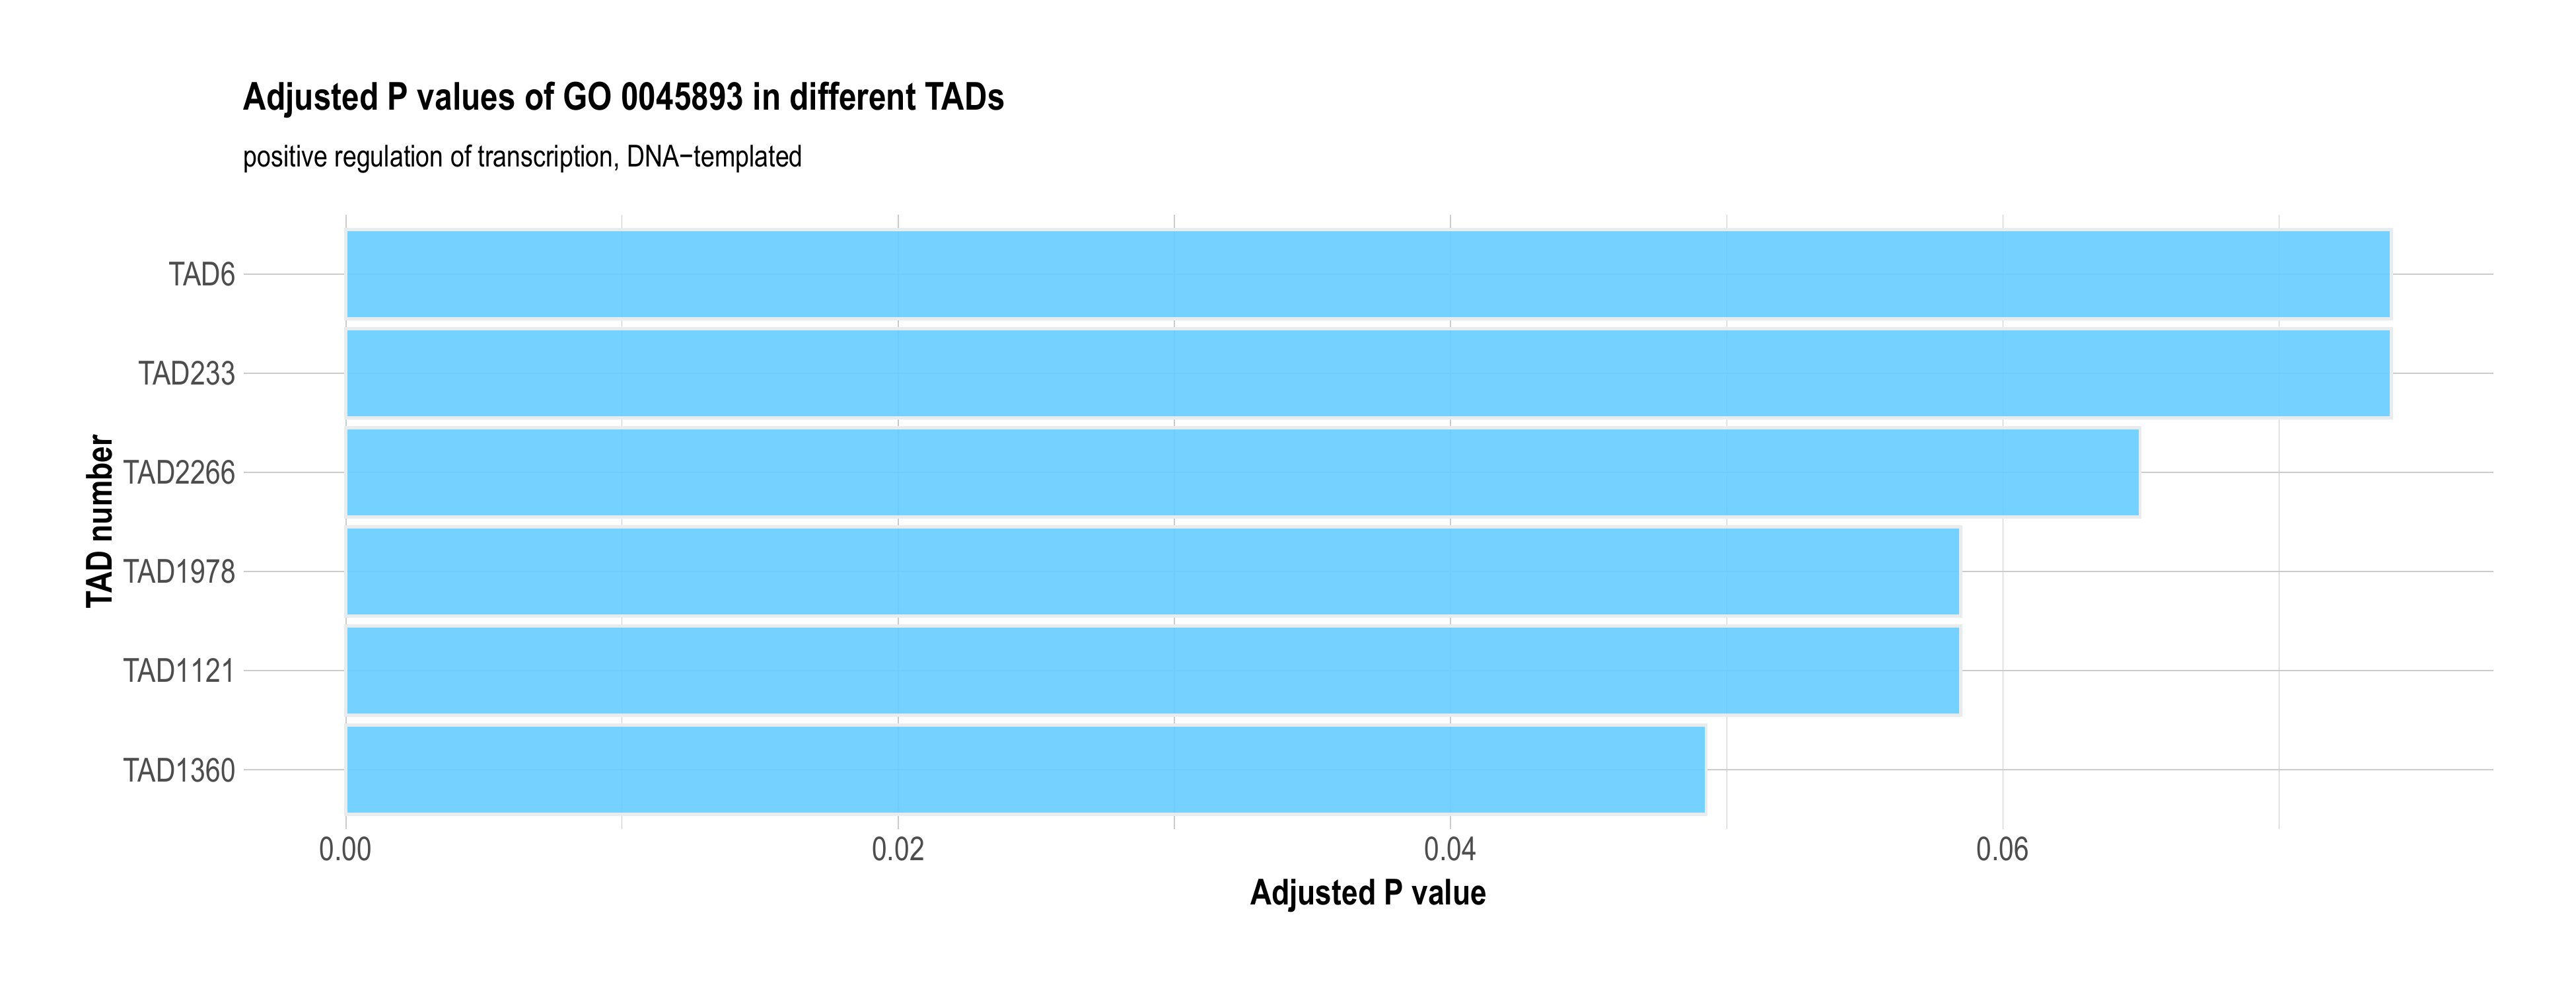 Adjusted P values of GO 0045893 in different TADs
positive regulation of transcription, DNA−templated
TAD number
TAD6
TAD233
TAD2266
TAD1978
TAD1121
TAD1360
0.00 0.02 0.04 0.06
Adjusted P value